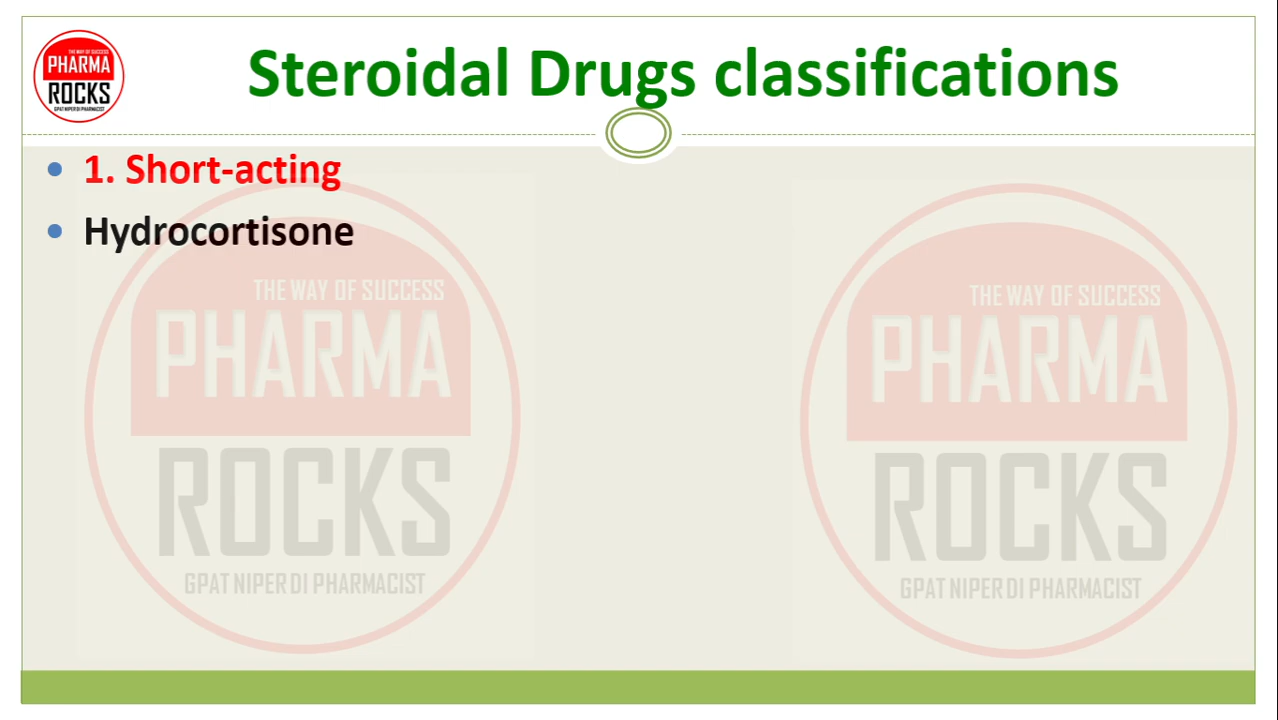 THE WAY OF SUCCESS
PHARMA
ROCKS
GPAT NIPER DI PHARMACIST
Steroidal Drugs classifications
1. Short-acting
Hydrocortisone
THE WAY OF SUCCESS
PHARMA
ROCKS
GPAT NIPER DI PHARMACIST
THE WAY OF SUCCESS
PHARMA
ROCKS
GPAT NIPER DI PHARMACIST